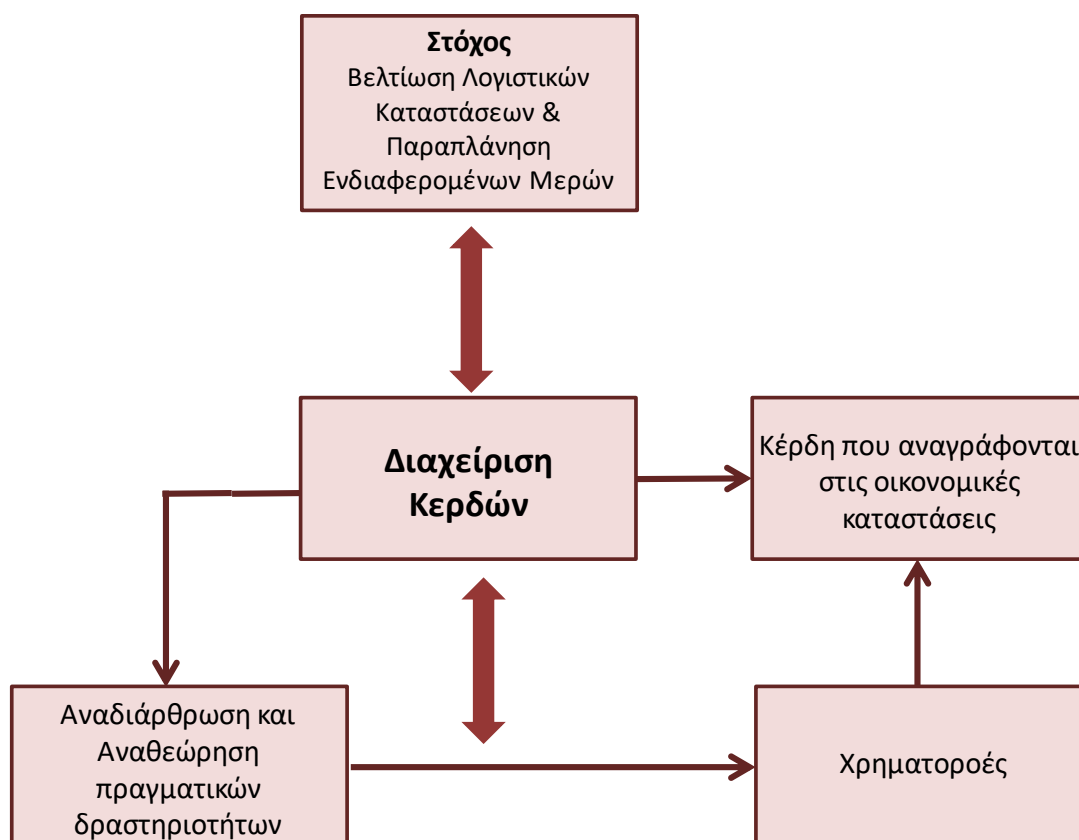 Στόχος
Βελτίωση Λογιστικών
Καταστάσεων &
Παραπλάνηση
Ενδιαφερομένων Μερών
Διαχείριση
Κερδών
Κέρδη που αναγράφονται
στις οικονομικές
καταστάσεις
Αναδιάρθρωση και
Αναθεώρηση
πραγματικών
δραστηριοτήτων
Χρηματοροές